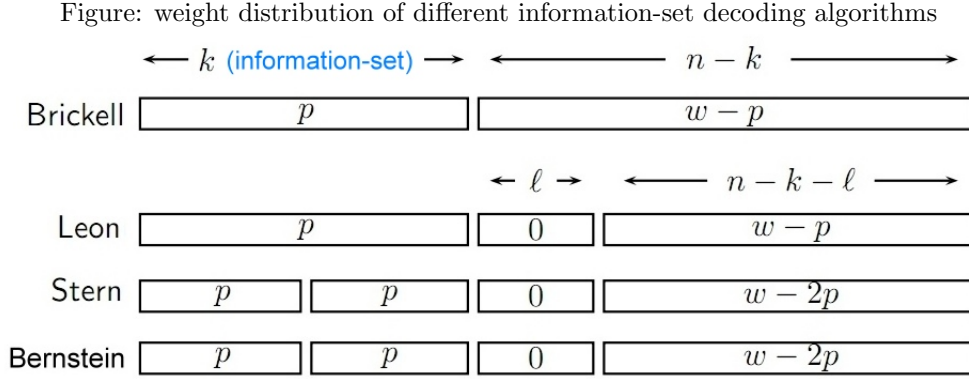 Figure: weight distribution of different information-set decoding algorithms
k (information-set) n − k
Brickell p w − p
ℓ n − k − ℓ
Leon p 0 w − p
Stern p p 0 w − 2p
Bernstein p p 0 w − 2p